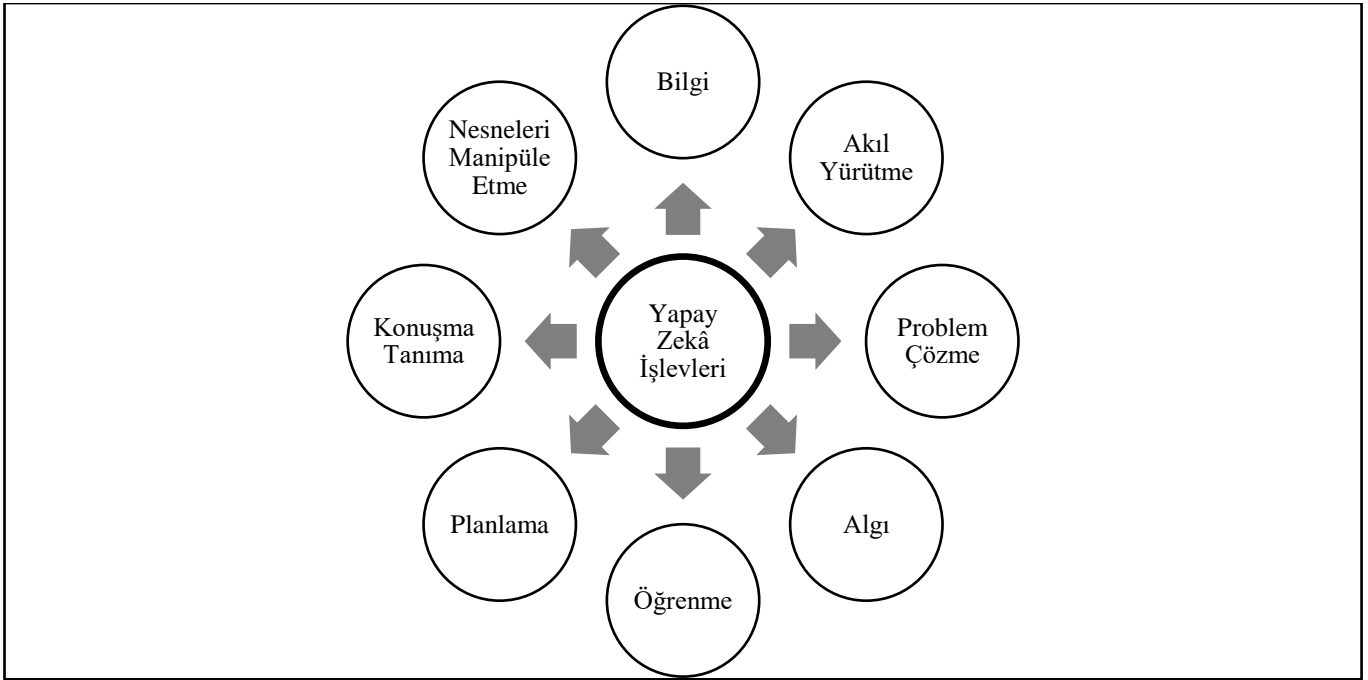 Bilgi
Akıl
Yürütme
Problem
Çözme
Algı
Öğrenme
Planlama
Konuşma
Tanıma
Nesneleri
Manipüle
Etme
Yapay
Zekâ
İşlevleri